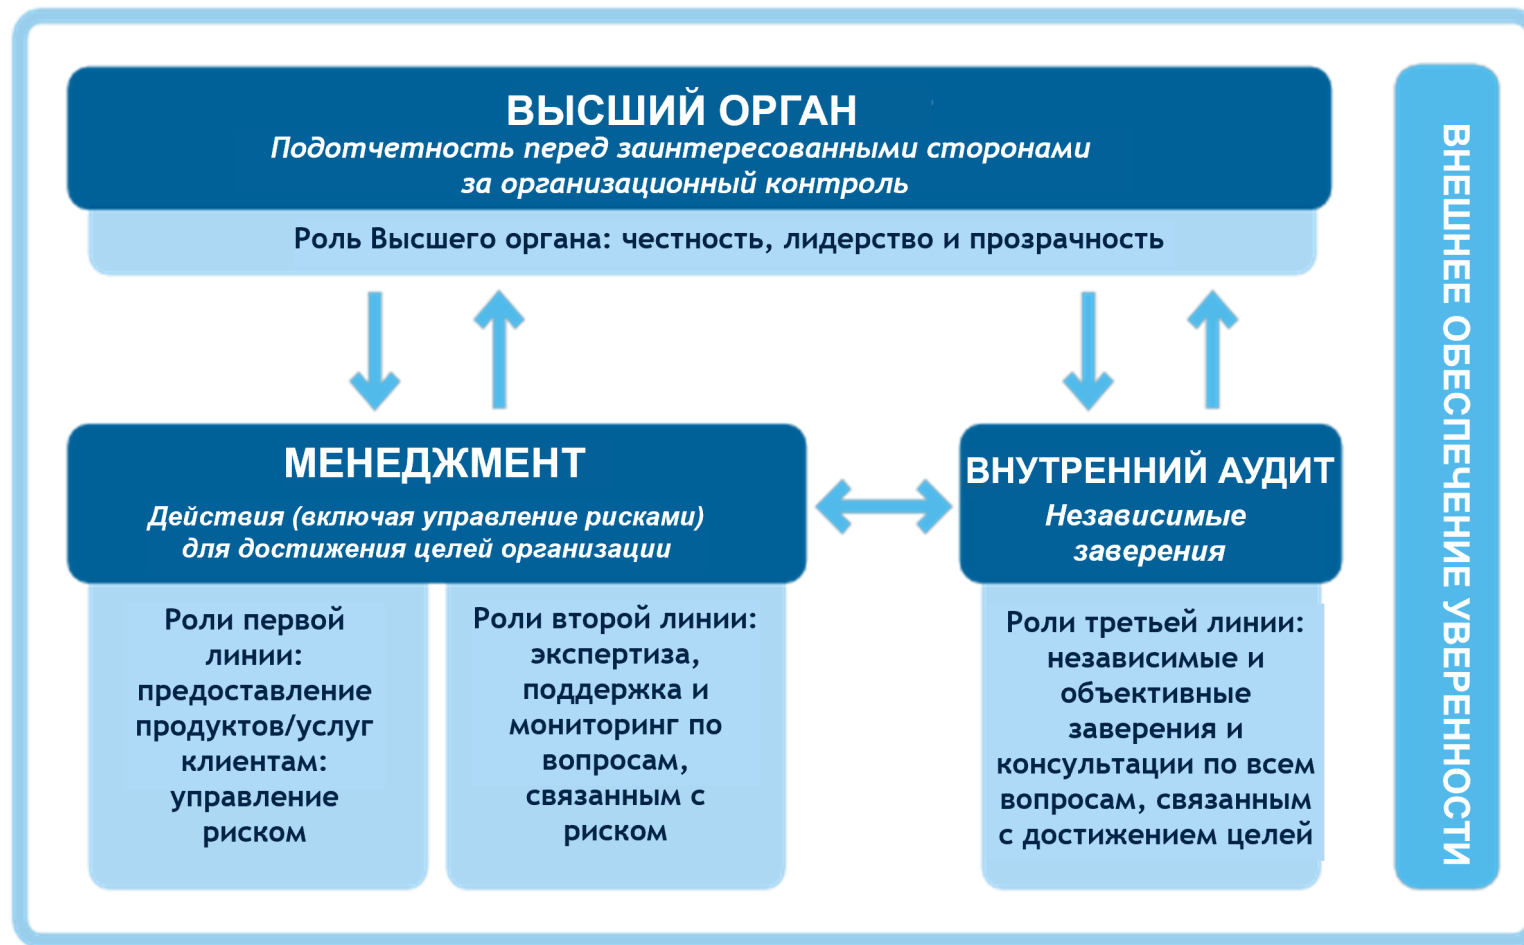 ВЫСШИЙ ОРГАН
Подотчетность перед заинтересованными сторонами
за организационный контроль
Роль Высшего органа: честность, лидерство и прозрачность
МЕНЕДЖМЕНТ
Действия (включая управление рисками)
для достижения целей организации
Роли первой
линии:
предоставление
продуктов/услуг
клиентам:
управление
риском
Роли второй линии:
экспертиза,
поддержка и
мониторинг по
вопросам,
связанным с
риском
ВНУТРЕННИЙ АУДИТ
Независимые
заверения
Роли третьей линии:
независимые и
объективные
заверения и
консультации по всем
вопросам, связанным
с достижением целей
ВНЕШНЕЕ ОБЕСПЕЧЕНИЕ УВЕРЕННОСТИ